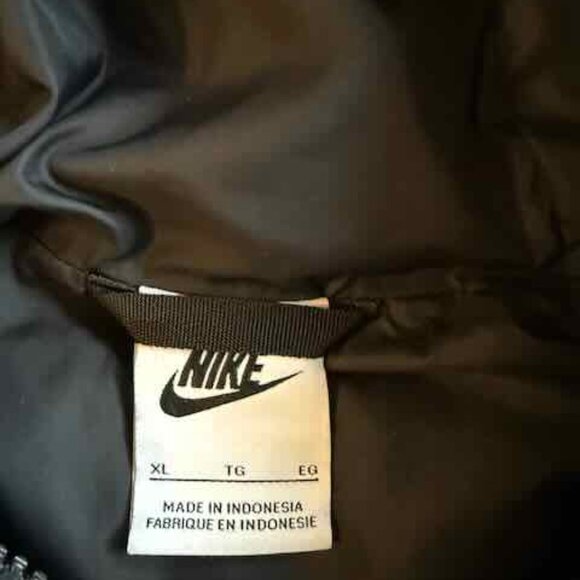 NIKE
XL TG EG
MADE IN INDONESIA
FABRIQUE EN INDONESIE